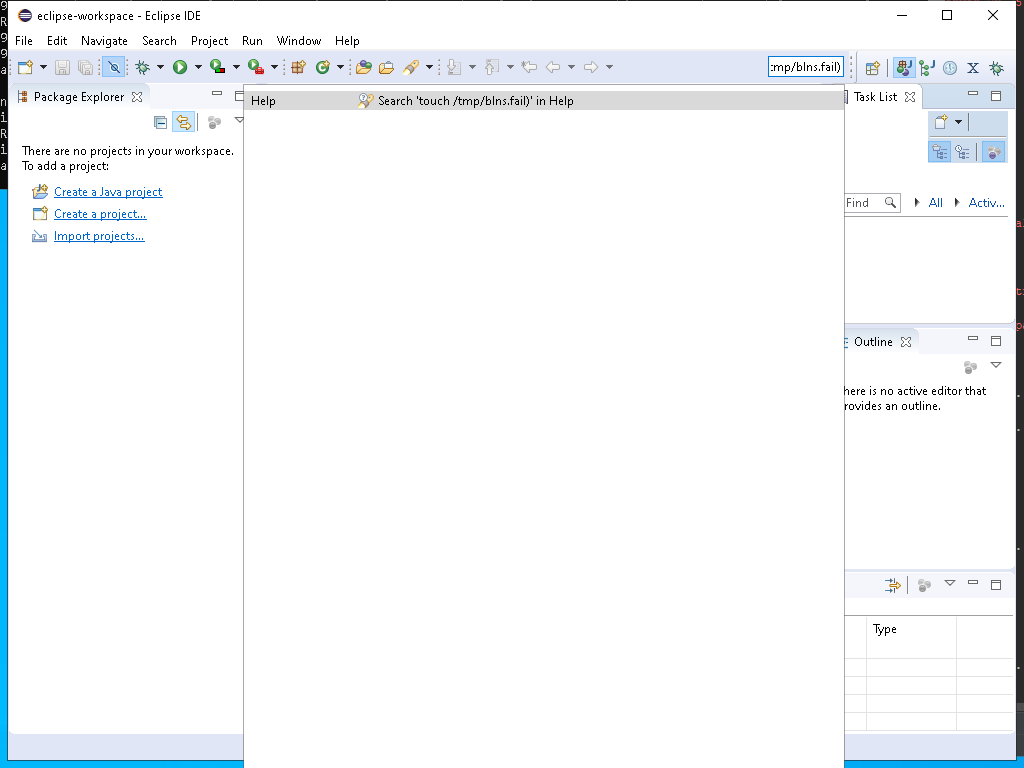 eclipse-workspace - Eclipse IDE
File Edit Navigate Search Project Run Window Help
:mp/blns.fail)
Package Explorer
Help Search 'touch /tmp/blns.fail)' in Help
Task List
There are no projects in your workspace.
To add a project:
Create a Java project
Create a project...
Import projects...
Find All Activ...
Outline
here is no active editor that
rovides an outline.
Type